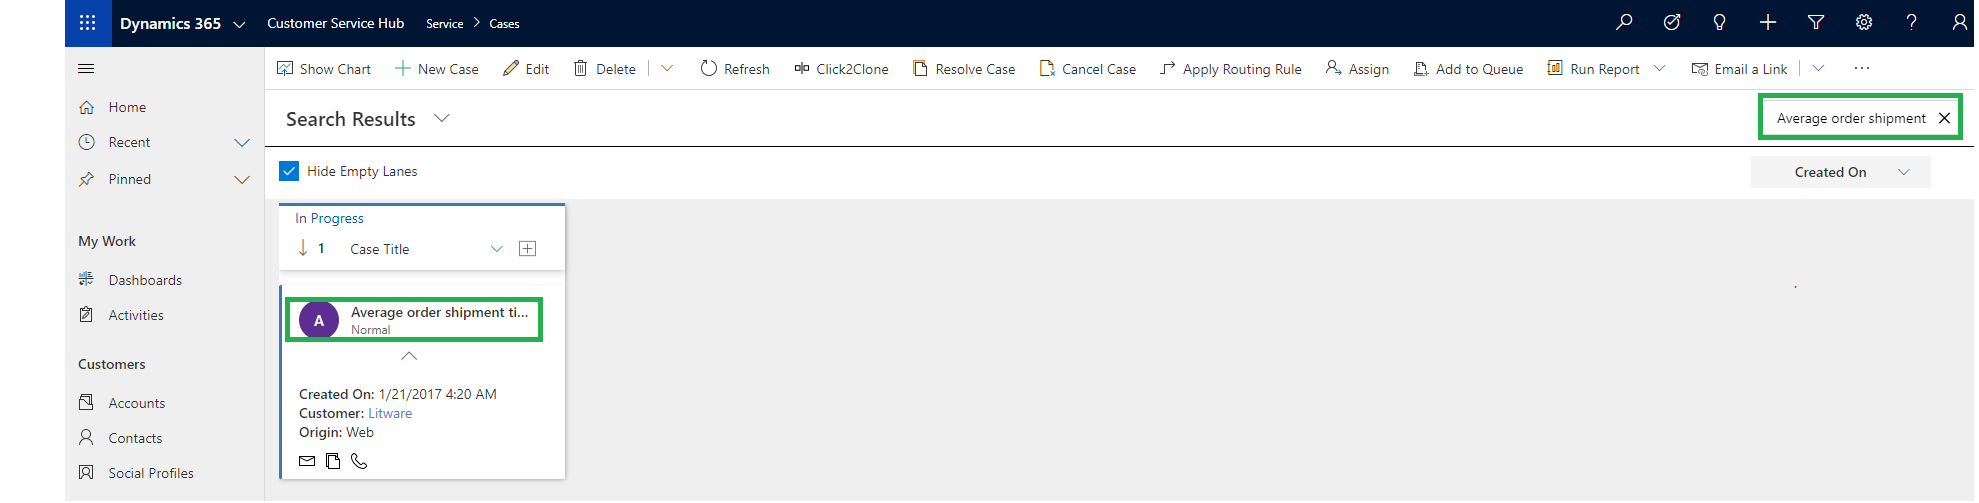 Dynamics 365 Customer Service Hub Service > Cases
Show Chart New Case Edit Delete Refresh Click2Clone Resolve Case Cancel Case Apply Routing Rule Assign Add to Queue Run Report Email a Link ...
Home
Recent
Pinned
My Work
Dashboards
Activities
Customers
Accounts
Contacts
Social Profiles
Search Results
Average order shipment
Hide Empty Lanes
Created On
In Progress
1 Case Title
A
Average order shipment ti...
Normal
Created On: 1/21/2017 4:20 AM
Customer: Litware
Origin: Web